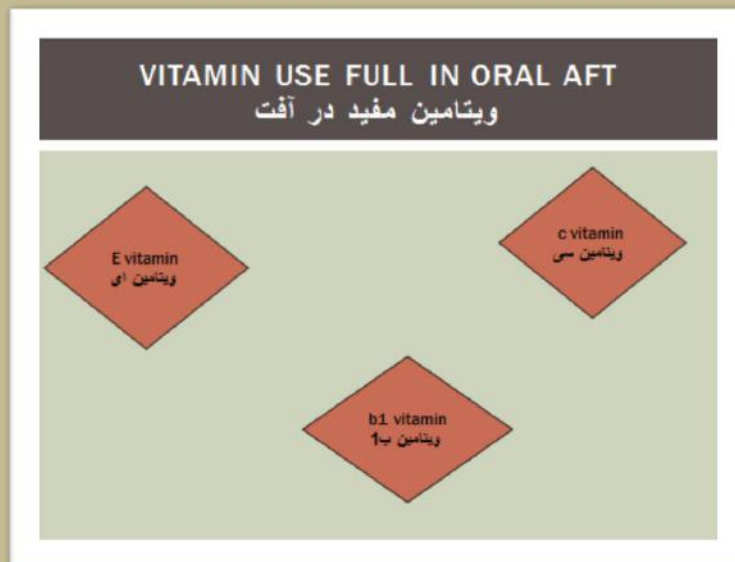 VITAMIN USE FULL IN ORAL AFT
ویتامین مفید در آفت
E vitamin
ویتامین ای
c vitamin
ویتامین سی
b1 vitamin
ویتامین ب1